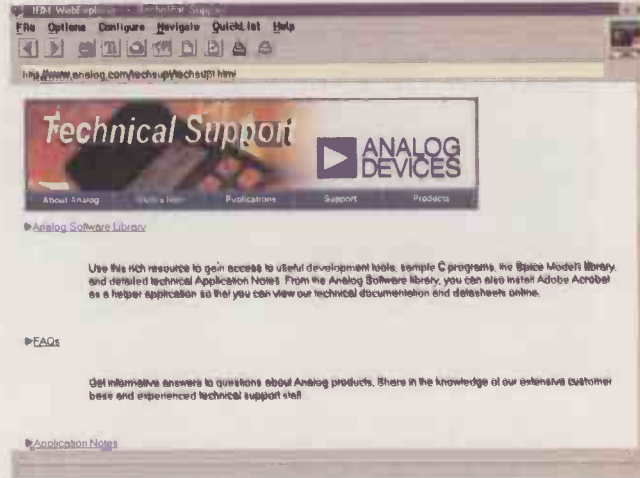 IBM WebExplorer - Technical Support
File Options Configure Navigate QuickList Help
http://www.analog.com/techsupt/techsupt.html
Technical Support
ANALOG
DEVICES
About Analog Publications Support Products
Analog Software Library
Use this rich resource to gain access to useful development tools, sample C programs, the Spice Models library,
and detailed technical Application Notes. From the Analog Software library, you can also install Adobe Acrobat
as a helper application so that you can view our technical documentation and datasheets online.
FAQs
Get informative answers to questions about Analog products. Share in the knowledge of our extensive customer
base and experienced technical support staff.
Application Notes